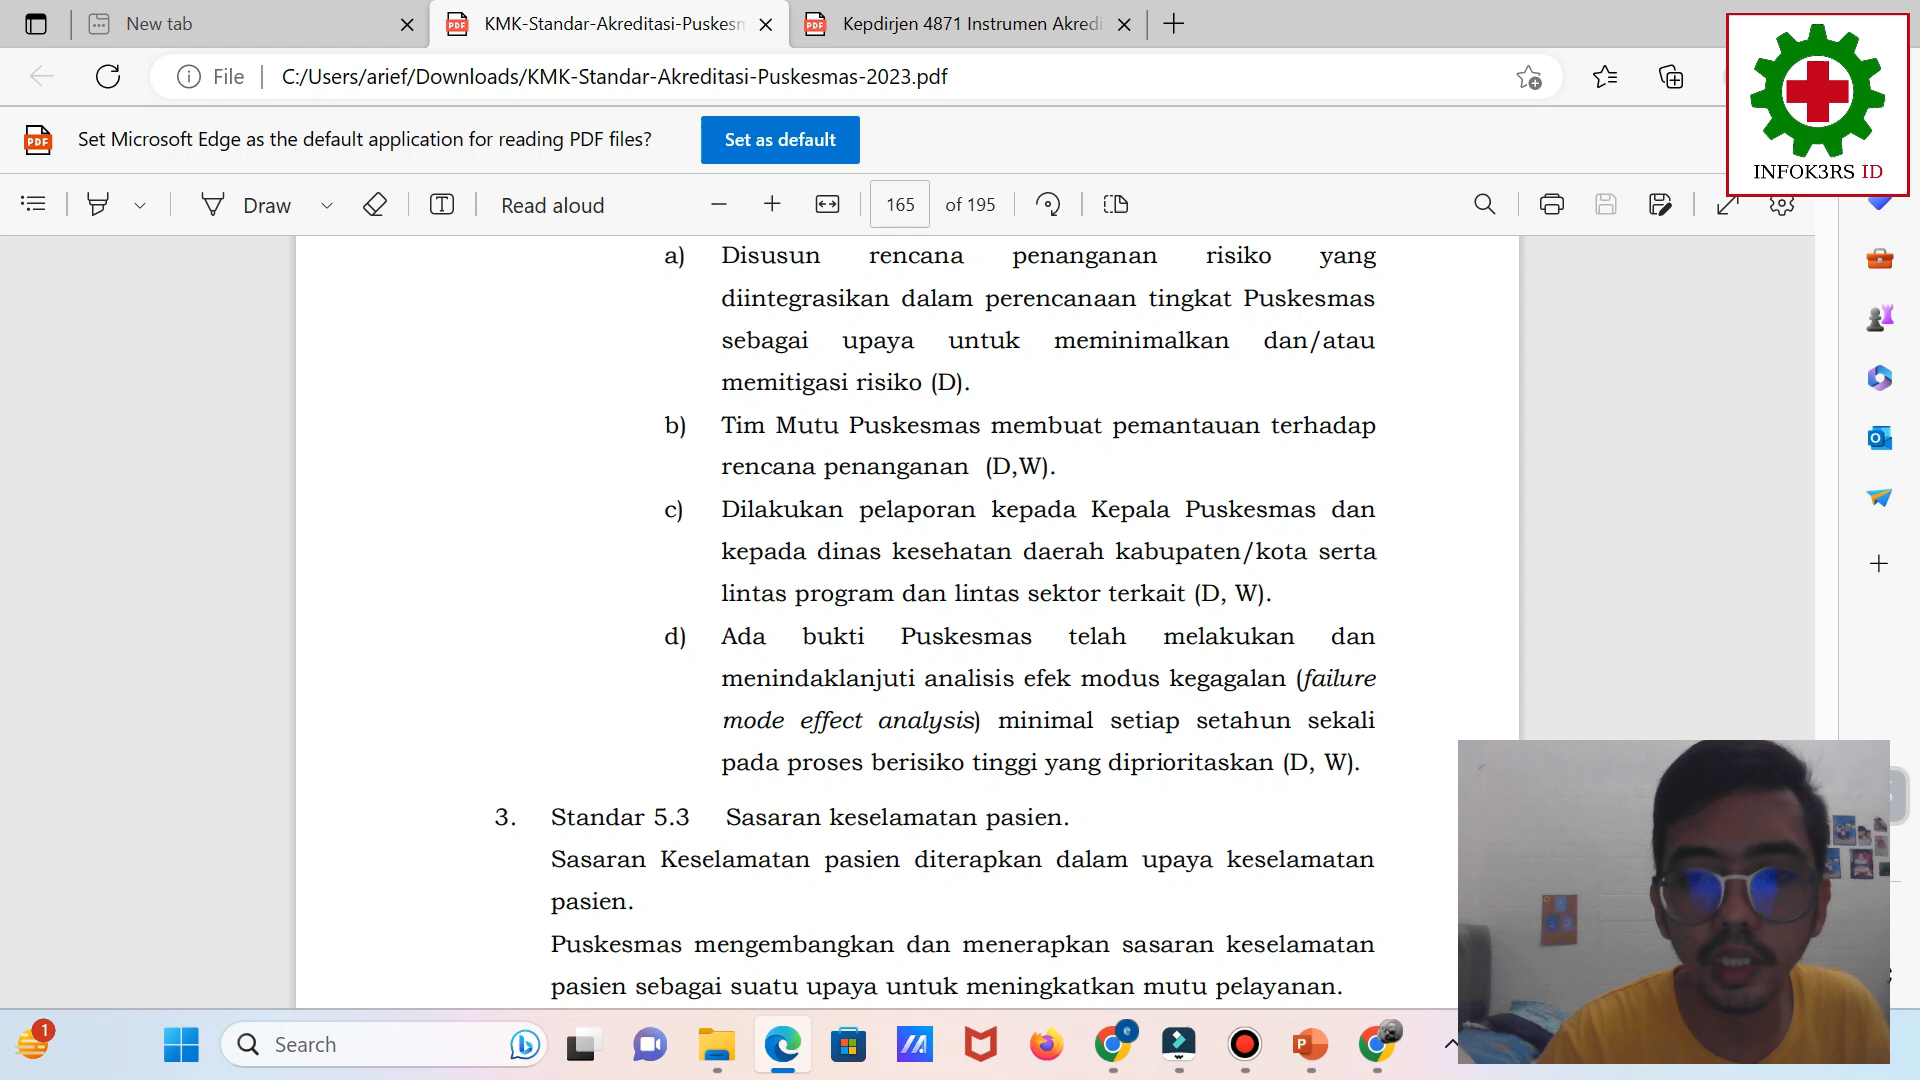 New tab
KMK-Standar-Akreditasi-Puskesn
Kepdirjen 4871 Instrumen Akredi
File
C:/Users/arief/Downloads/KMK-Standar-Akreditasi-Puskesmas-2023.pdf
INFOK3RS ID
PDF
Set Microsoft Edge as the default application for reading PDF files?
Set as default
Draw
Read aloud
165
of 195
a) Disusun rencana penanganan risiko yang
diintegrasikan dalam perencanaan tingkat Puskesmas
sebagai upaya untuk meminimalkan dan/atau
memitigasi risiko (D).
b) Tim Mutu Puskesmas membuat pemantauan terhadap
rencana penanganan (D,W).
c) Dilakukan pelaporan kepada Kepala Puskesmas dan
kepada dinas kesehatan daerah kabupaten/kota serta
lintas program dan lintas sektor terkait (D, W).
d) Ada bukti Puskesmas telah melakukan dan
menindaklanjuti analisis efek modus kegagalan (failure
mode effect analysis) minimal setiap setahun sekali
pada proses berisiko tinggi yang diprioritaskan (D, W).
3. Standar 5.3 Sasaran keselamatan pasien.
Sasaran Keselamatan pasien diterapkan dalam upaya keselamatan
pasien.
Puskesmas mengembangkan dan menerapkan sasaran keselamatan
pasien sebagai suatu upaya untuk meningkatkan mutu pelayanan.
1
Search